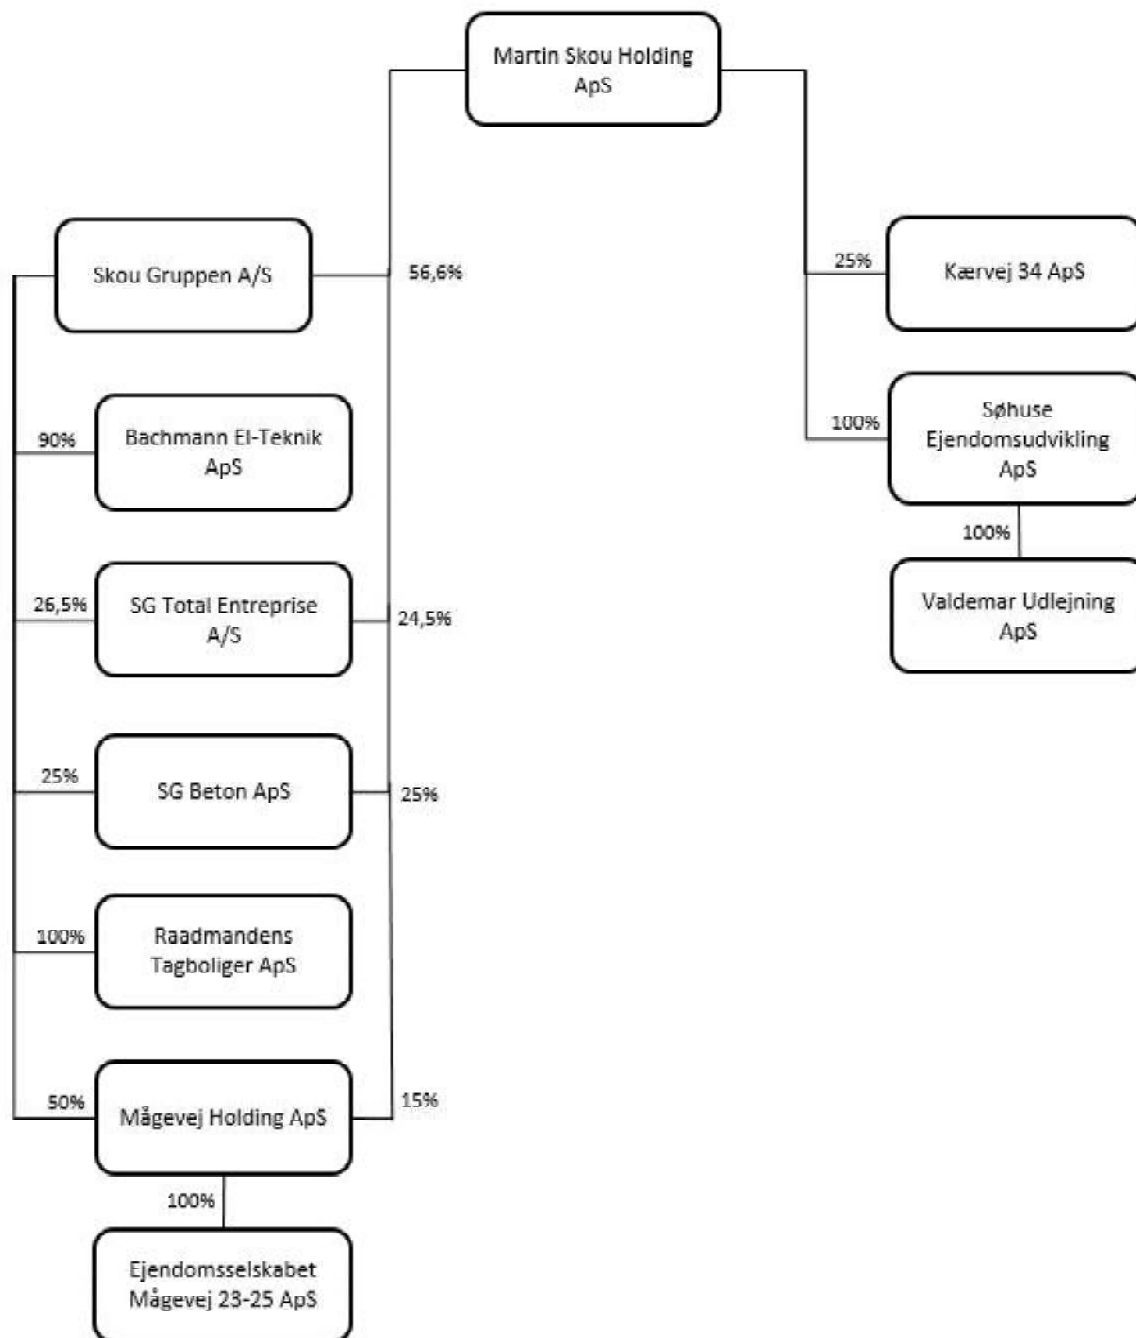 Martin Skou Holding
ApS
Skou Gruppen A/S
56,6%
25%
Kærvej 34 ApS
90%
Bachmann El-Teknik
ApS
100%
Søhuse
Ejendomsudvikling
ApS
100%
26,5%
SG Total Entreprise
A/S
24,5%
Valdemar Udlejning
ApS
25%
SG Beton ApS
25%
100%
Raadmandens
Tagboliger ApS
50%
Mågevej Holding ApS
15%
100%
Ejendomsselskabet
Mågevej 23-25 ApS